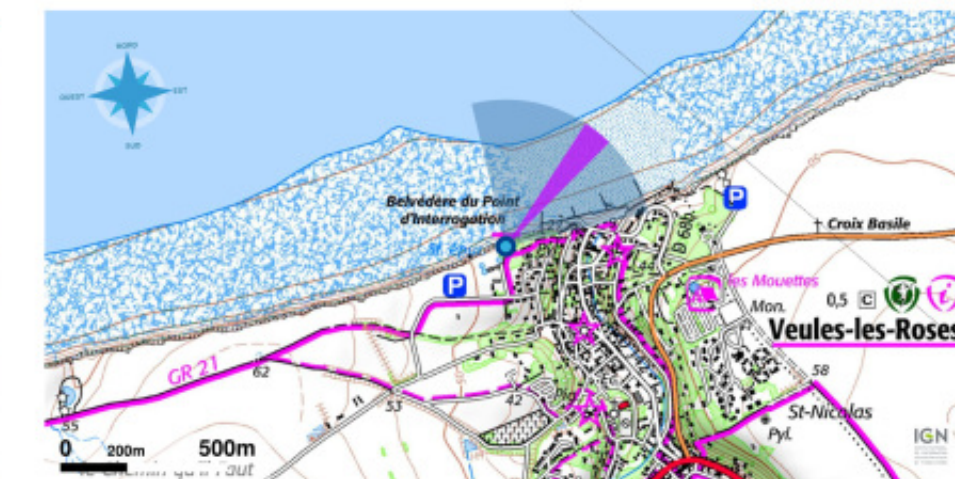 NORD
OUEST
EST
SUD
Belvédère du Point
d'Interrogation
P
D 68b
Croix Basile
P
les Mouettes
Mon.
0,5 C
Veules-les-Roses
GR 21
62
53
42
58
55
St-Nicolas
Pyl.
0 200m 500m
IGN